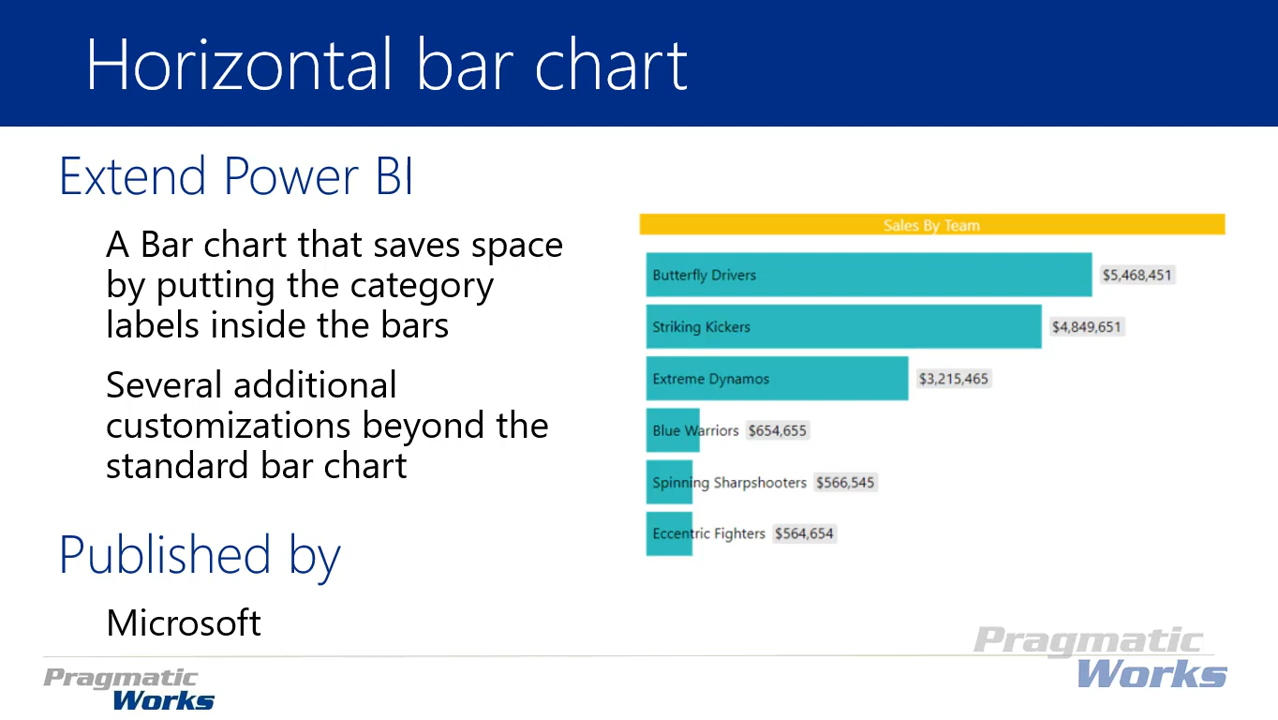 Horizontal bar chart
Extend Power BI
A Bar chart that saves space
by putting the category
labels inside the bars
Several additional
customizations beyond the
standard bar chart
Published by
Microsoft
Sales By Team
Butterfly Drivers $5,468,451
Striking Kickers $4,849,651
Extreme Dynamos $3,215,465
Blue Warriors $654,655
Spinning Sharpshooters $566,545
Eccentric Fighters $564,654
Pragmatic
Works
Pragmatic
Works